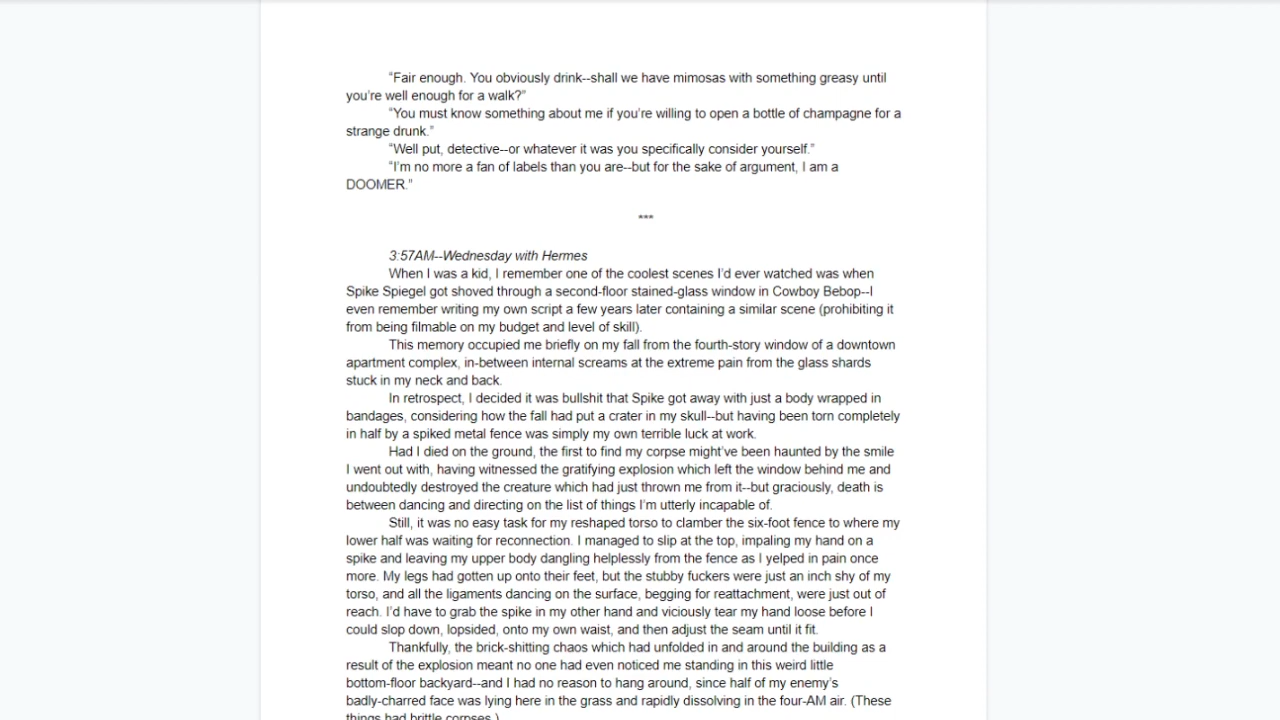 “Fair enough. You obviously drink--shall we have mimosas with something greasy until
you’re well enough for a walk?”
“You must know something about me if you’re willing to open a bottle of champagne for a
strange drunk.”
“Well put, detective--or whatever it was you specifically consider yourself.”
“I’m no more a fan of labels than you are--but for the sake of argument, I am a
DOOMER.”
***
3:57AM--Wednesday with Hermes
When I was a kid, I remember one of the coolest scenes I’d ever watched was when
Spike Spiegel got shoved through a second-floor stained-glass window in Cowboy Bebop--I
even remember writing my own script a few years later containing a similar scene (prohibiting it
from being filmable on my budget and level of skill).
This memory occupied me briefly on my fall from the fourth-story window of a downtown
apartment complex, in-between internal screams at the extreme pain from the glass shards
stuck in my neck and back.
In retrospect, I decided it was bullshit that Spike got away with just a body wrapped in
bandages, considering how the fall had put a crater in my skull--but having been torn completely
in half by a spiked metal fence was simply my own terrible luck at work.
Had I died on the ground, the first to find my corpse might’ve been haunted by the smile
I went out with, having witnessed the gratifying explosion which left the window behind me and
undoubtedly destroyed the creature which had just thrown me from it--but graciously, death is
between dancing and directing on the list of things I’m utterly incapable of.
Still, it was no easy task for my reshaped torso to clamber the six-foot fence to where my
lower half was waiting for reconnection. I managed to slip at the top, impaling my hand on a
spike and leaving my upper body dangling helplessly from the fence as I yelped in pain once
more. My legs had gotten up onto their feet, but the stubby fuckers were just an inch shy of my
torso, and all the ligaments dancing on the surface, begging for reattachment, were just out of
reach. I’d have to grab the spike in my other hand and viciously tear my hand loose before I
could slop down, lopsided, onto my own waist, and then adjust the seam until it fit.
Thankfully, the brick-shitting chaos which had unfolded in and around the building as a
result of the explosion meant no one had even noticed me standing in this weird little
bottom-floor backyard--and I had no reason to hang around, since half of my enemy’s
badly-charred face was lying here in the grass and rapidly dissolving in the four-AM air. (These
things had brittle corpses.)